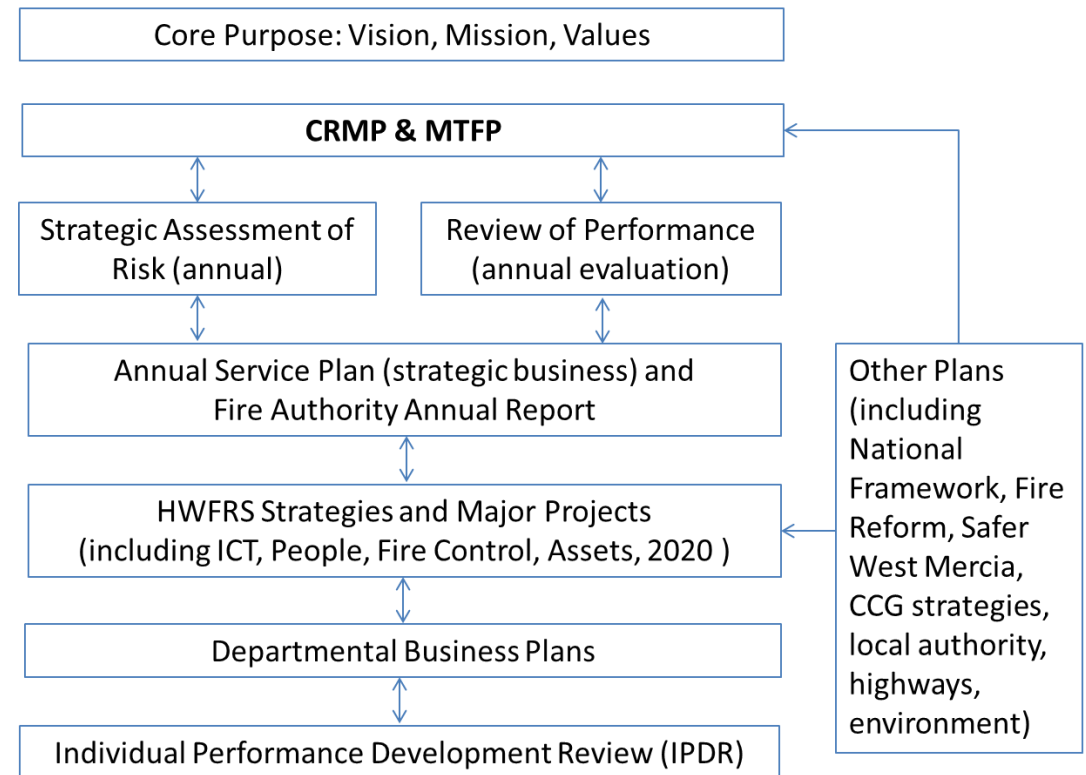 Core Purpose: Vision, Mission, Values
CRMP & MTFP
Strategic Assessment of
Risk (annual)
Review of Performance
(annual evaluation)
Annual Service Plan (strategic business) and
Fire Authority Annual Report
HWFRS Strategies and Major Projects
(including ICT, People, Fire Control, Assets, 2020 )
Departmental Business Plans
Individual Performance Development Review (IPDR)
Other Plans
(including
National
Framework, Fire
Reform, Safer
West Mercia,
CCG strategies,
local authority,
highways,
environment)